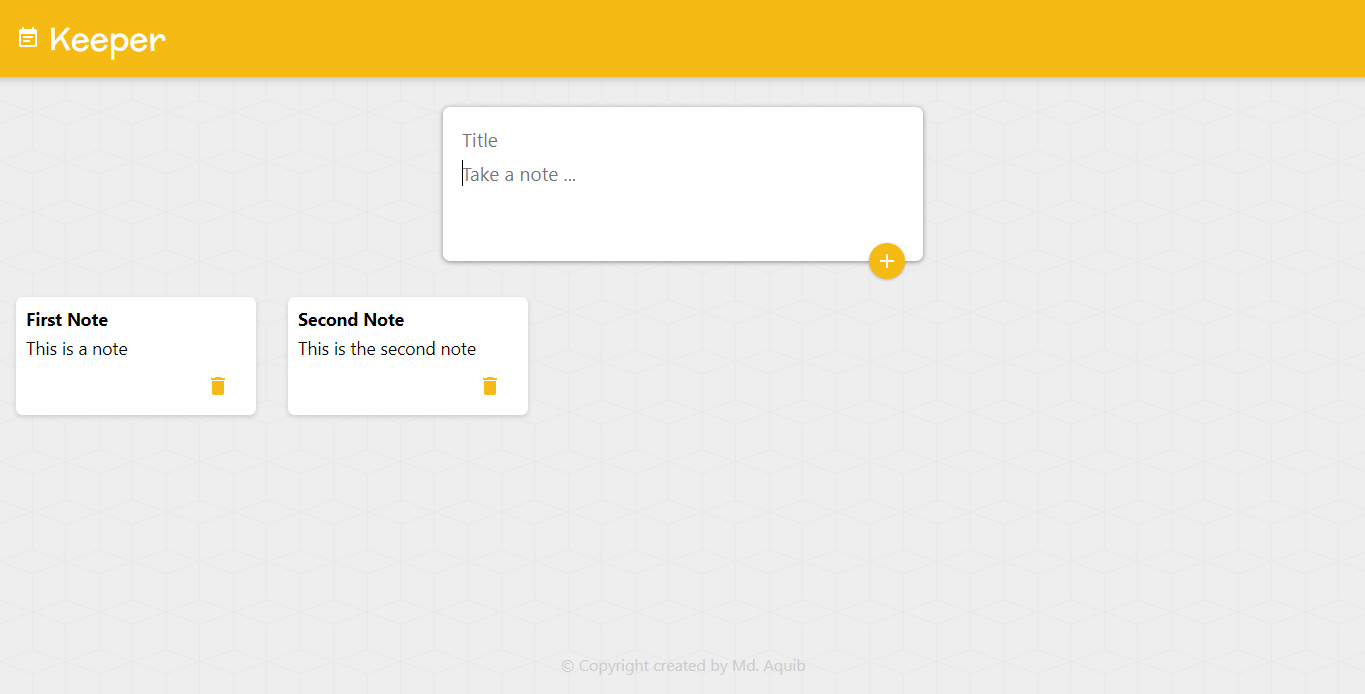 Keeper
Title
Take a note ...
First Note
This is a note
Second Note
This is the second note
© Copyright created by Md. Aquib